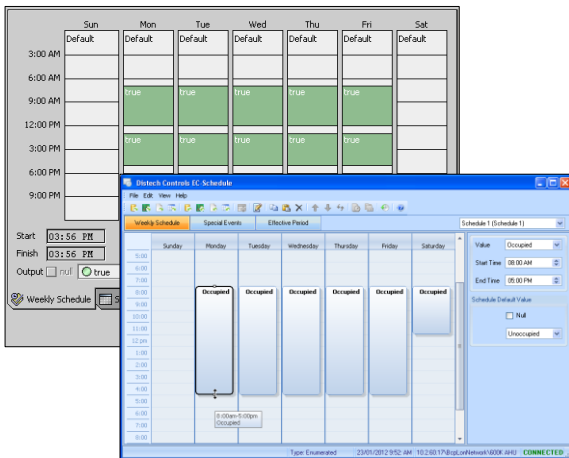 Sun Mon Tue Wed Thu Fri Sat
Default Default Default Default Default Default Default
3:00 AM
6:00 AM
9:00 AM true true true true true
12:00 PM
3:00 PM true true true true true
6:00 PM
9:00 PM
Start 03:56 PM
Finish 03:56 PM
Output null true
Weekly Schedule S
Distech Controls EC-Schedule
File Edit View Help
Weekly Schedule Special Events Effective Period Schedule 1 (Schedule 1)
Sunday Monday Tuesday Wednesday Thursday Friday Saturday
Value Occupied
5:00
6:00
Start Time 08:00 AM
7:00
End Time 05:00 PM
8:00 Occupied Occupied Occupied Occupied Occupied Occupied
Schedule Default Value
9:00
Null
10:00
11:00
Unoccupied
12 pm
1:00
2:00
3:00
4:00
5:00
6:00 8:00am-5:00pm
Occupied
7:00
8:00
Type: Enumerated 23/01/2012 9:52 AM CONNECTED